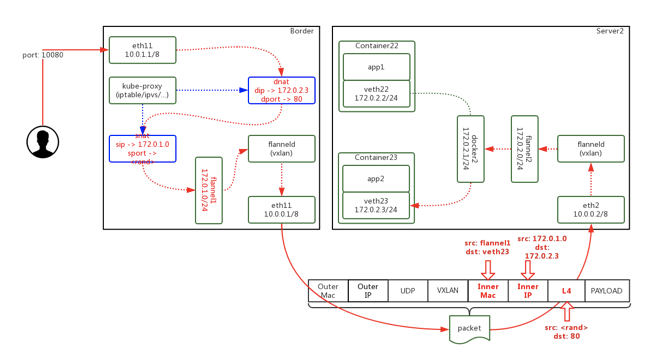 port: 10080
Border
eth11
10.0.1.1/8
kube-proxy
(iptable/ipvs/...)
dnat
dip -> 172.0.2.3
dport -> 80
snat
sip -> 172.0.1.0
sport ->
<rand>
flannel1
172.0.1.0/24
flanneld
(vxlan)
eth11
10.0.0.1/8
Server2
Container22
app1
veth22
172.0.2.2/24
Container23
app2
veth23
172.0.2.3/24
docker2
172.0.2.1/24
flannel2
172.0.2.0/24
flanneld
(vxlan)
eth2
10.0.0.2/8
src: flannel1
dst: veth23
src: 172.0.1.0
dst:
172.0.2.3
Outer
Mac
Outer
IP
UDP
VXLAN
Inner
Mac
Inner
IP
L4
PAYLOAD
packet
src: <rand>
dst: 80